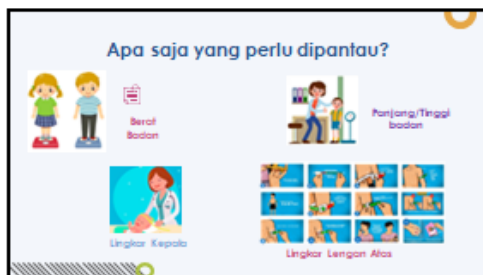 Apa saja yang perlu dipantau?
Berat
Badan
Panjang/Tinggi
badan
Lingkar Kepala
Lingkar Lengan Atas